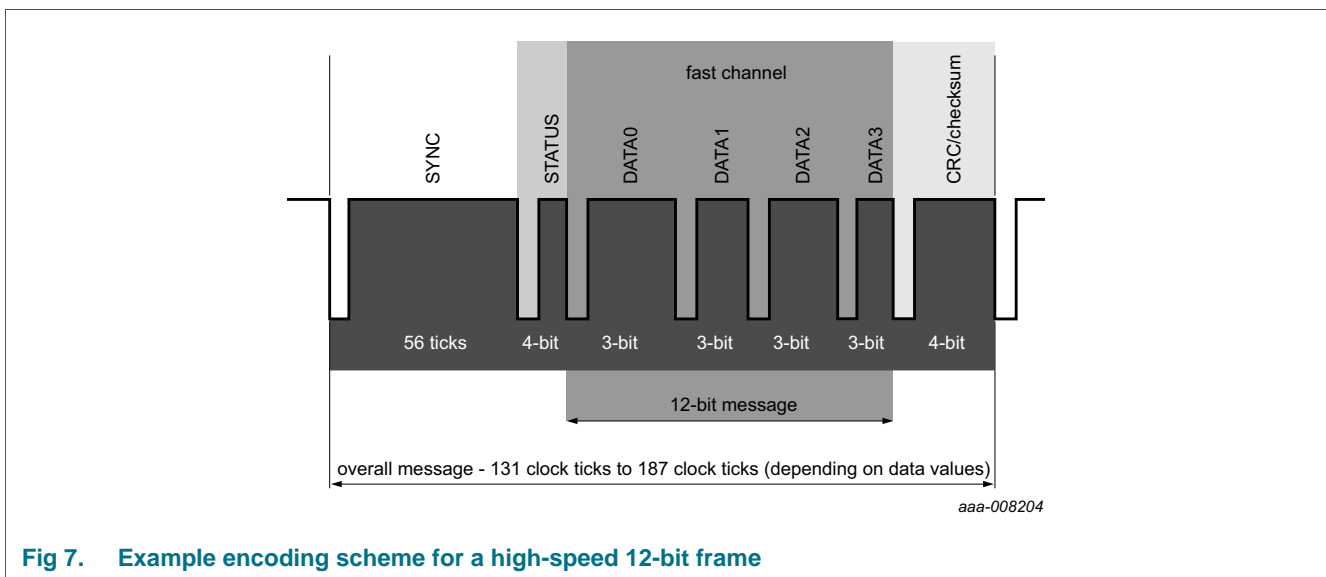 fast channel
SYNC
STATUS
DATA0
DATA1
DATA2
DATA3
CRC/checksum
56 ticks
4-bit
3-bit
3-bit
3-bit
3-bit
4-bit
12-bit message
overall message - 131 clock ticks to 187 clock ticks (depending on data values)
aaa-008204
Fig 7. Example encoding scheme for a high-speed 12-bit frame